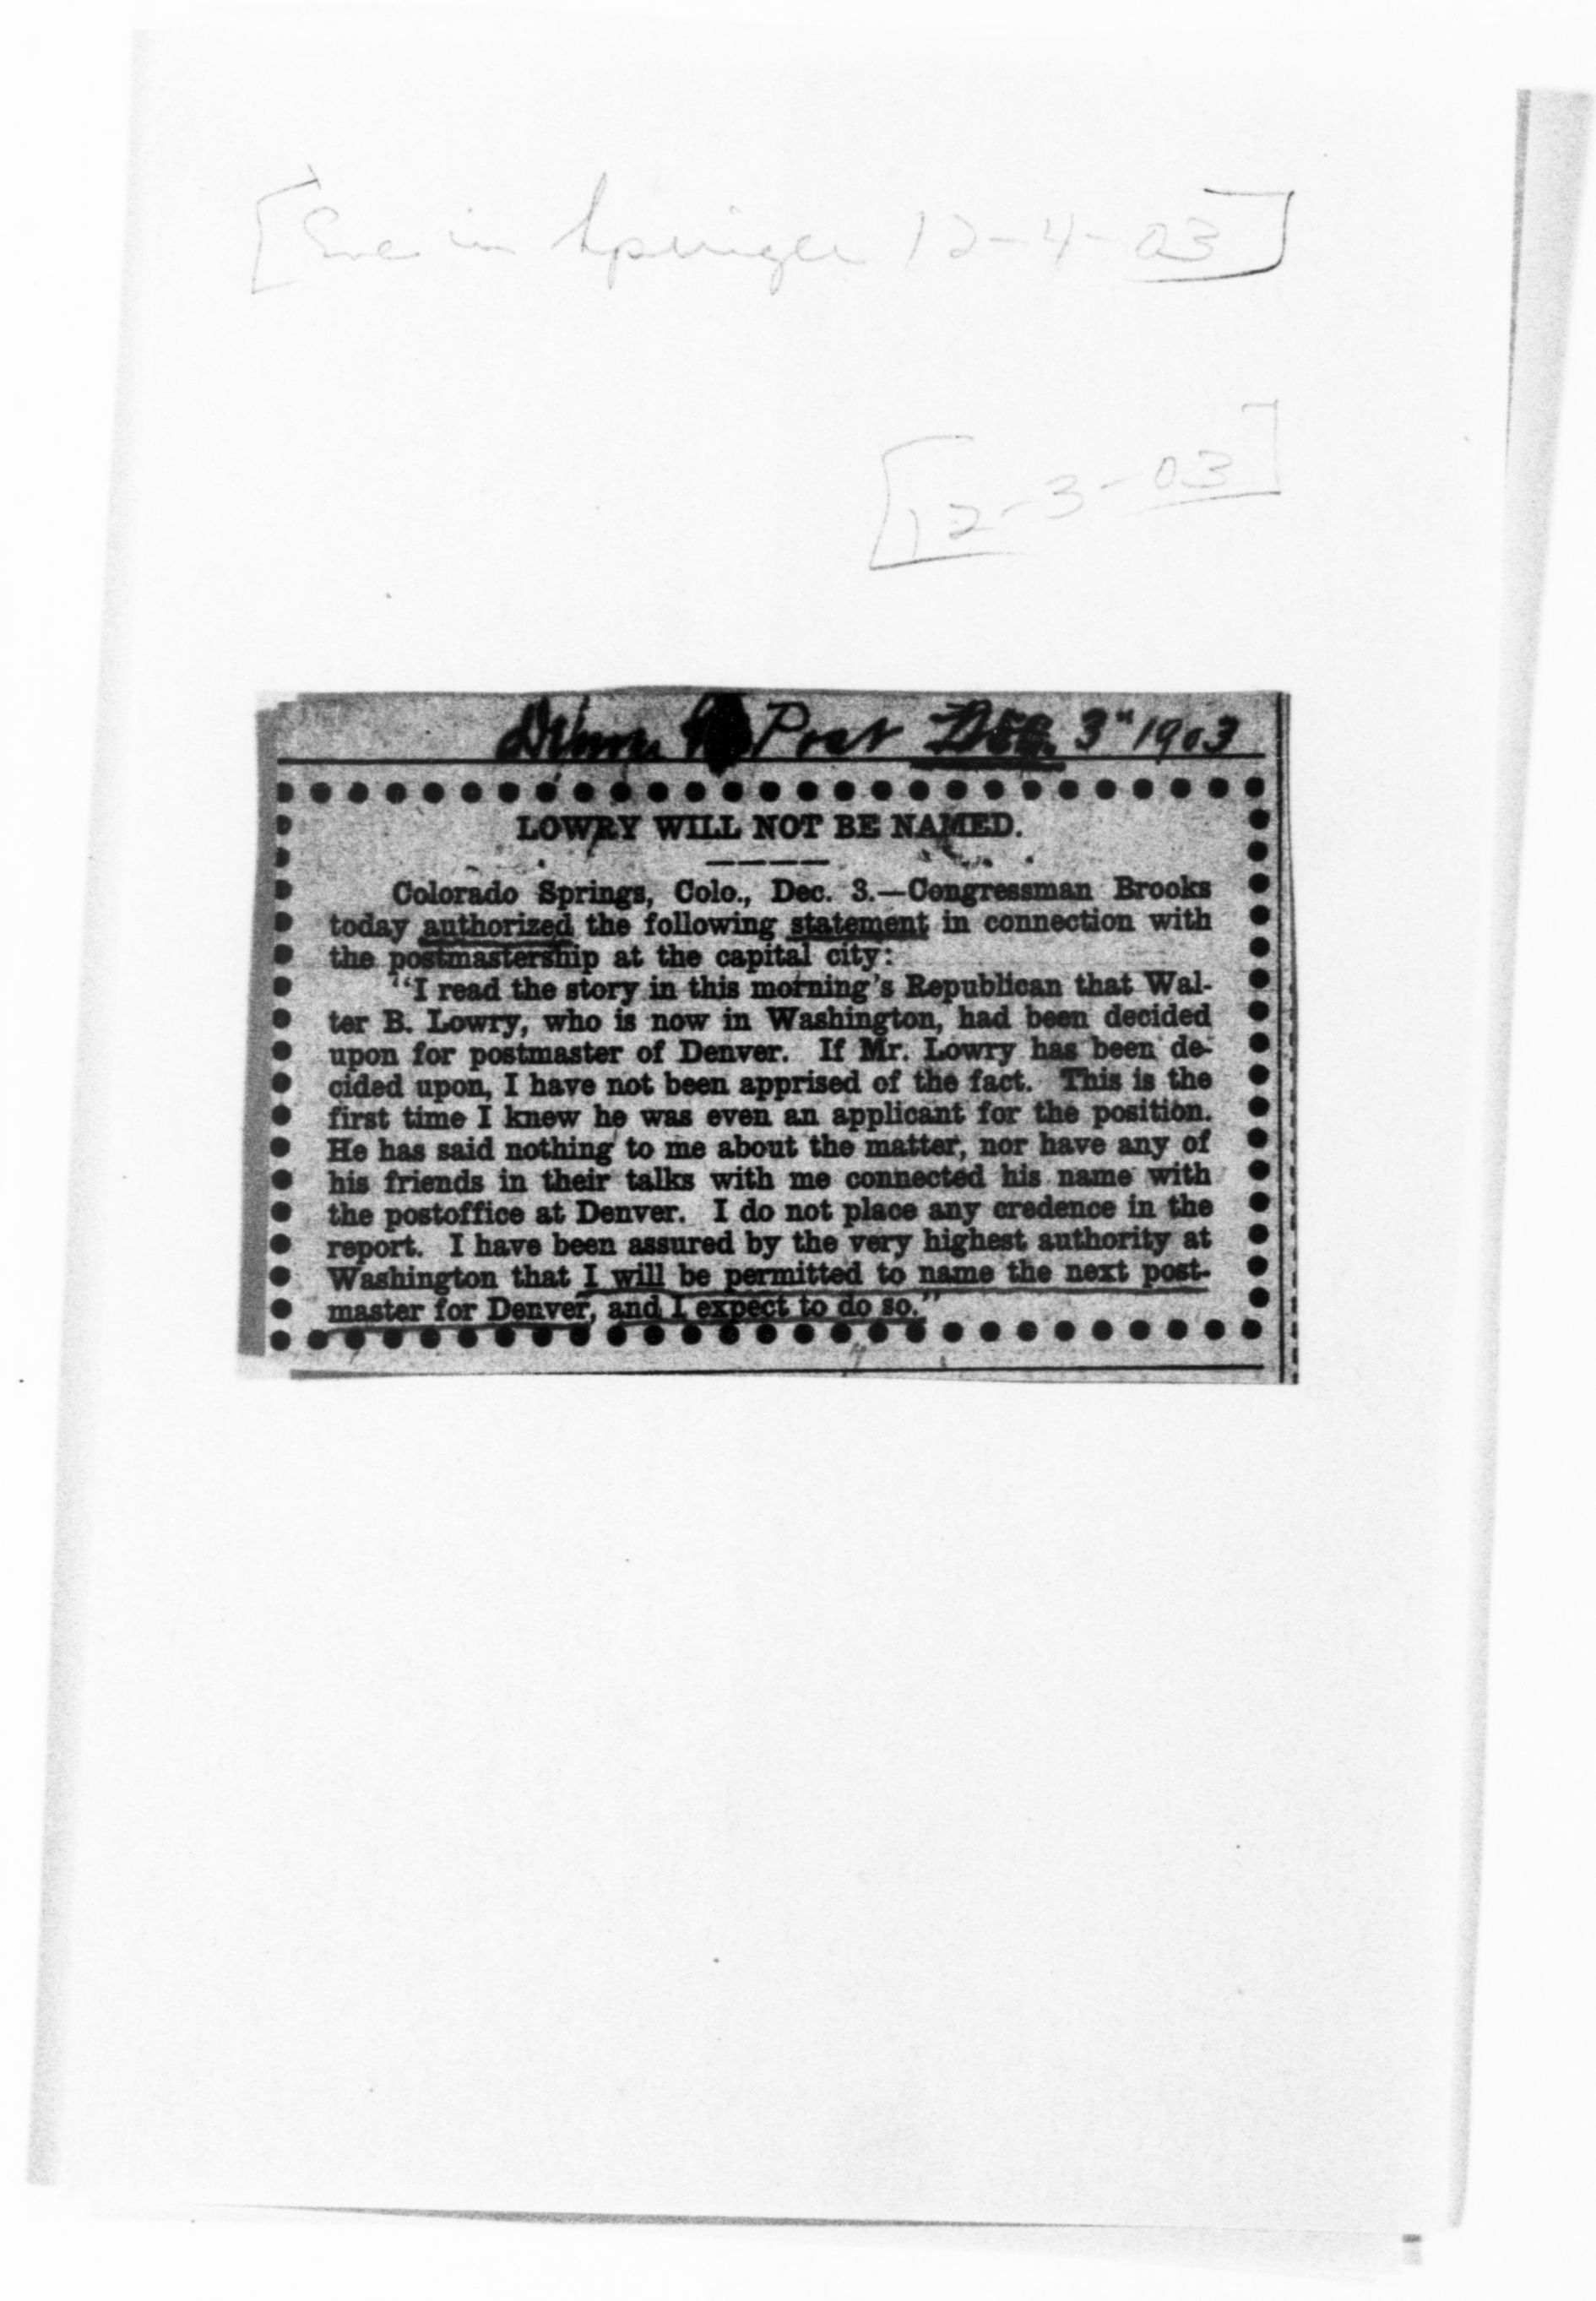 [Enc in Springer 12-4-03]
[12-3-03]
Denver Post Dec. 3" 1903
LOWRY WILL NOT BE NAMED.
Colorado Springs, Colo., Dec. 3.—Congressman Brooks
today authorized the following statement in connection with
the postmastership at the capital city:
"I read the story in this morning's Republican that Wal-
ter B. Lowry, who is now in Washington, had been decided
upon for postmaster of Denver. If Mr. Lowry has been de-
cided upon, I have not been apprised of the fact. This is the
first time I knew he was even an applicant for the position.
He has said nothing to me about the matter, nor have any of
his friends in their talks with me connected his name with
the postoffice at Denver. I do not place any credence in the
report. I have been assured by the very highest authority at
Washington that I will be permitted to name the next post-
master for Denver, and I expect to do so."